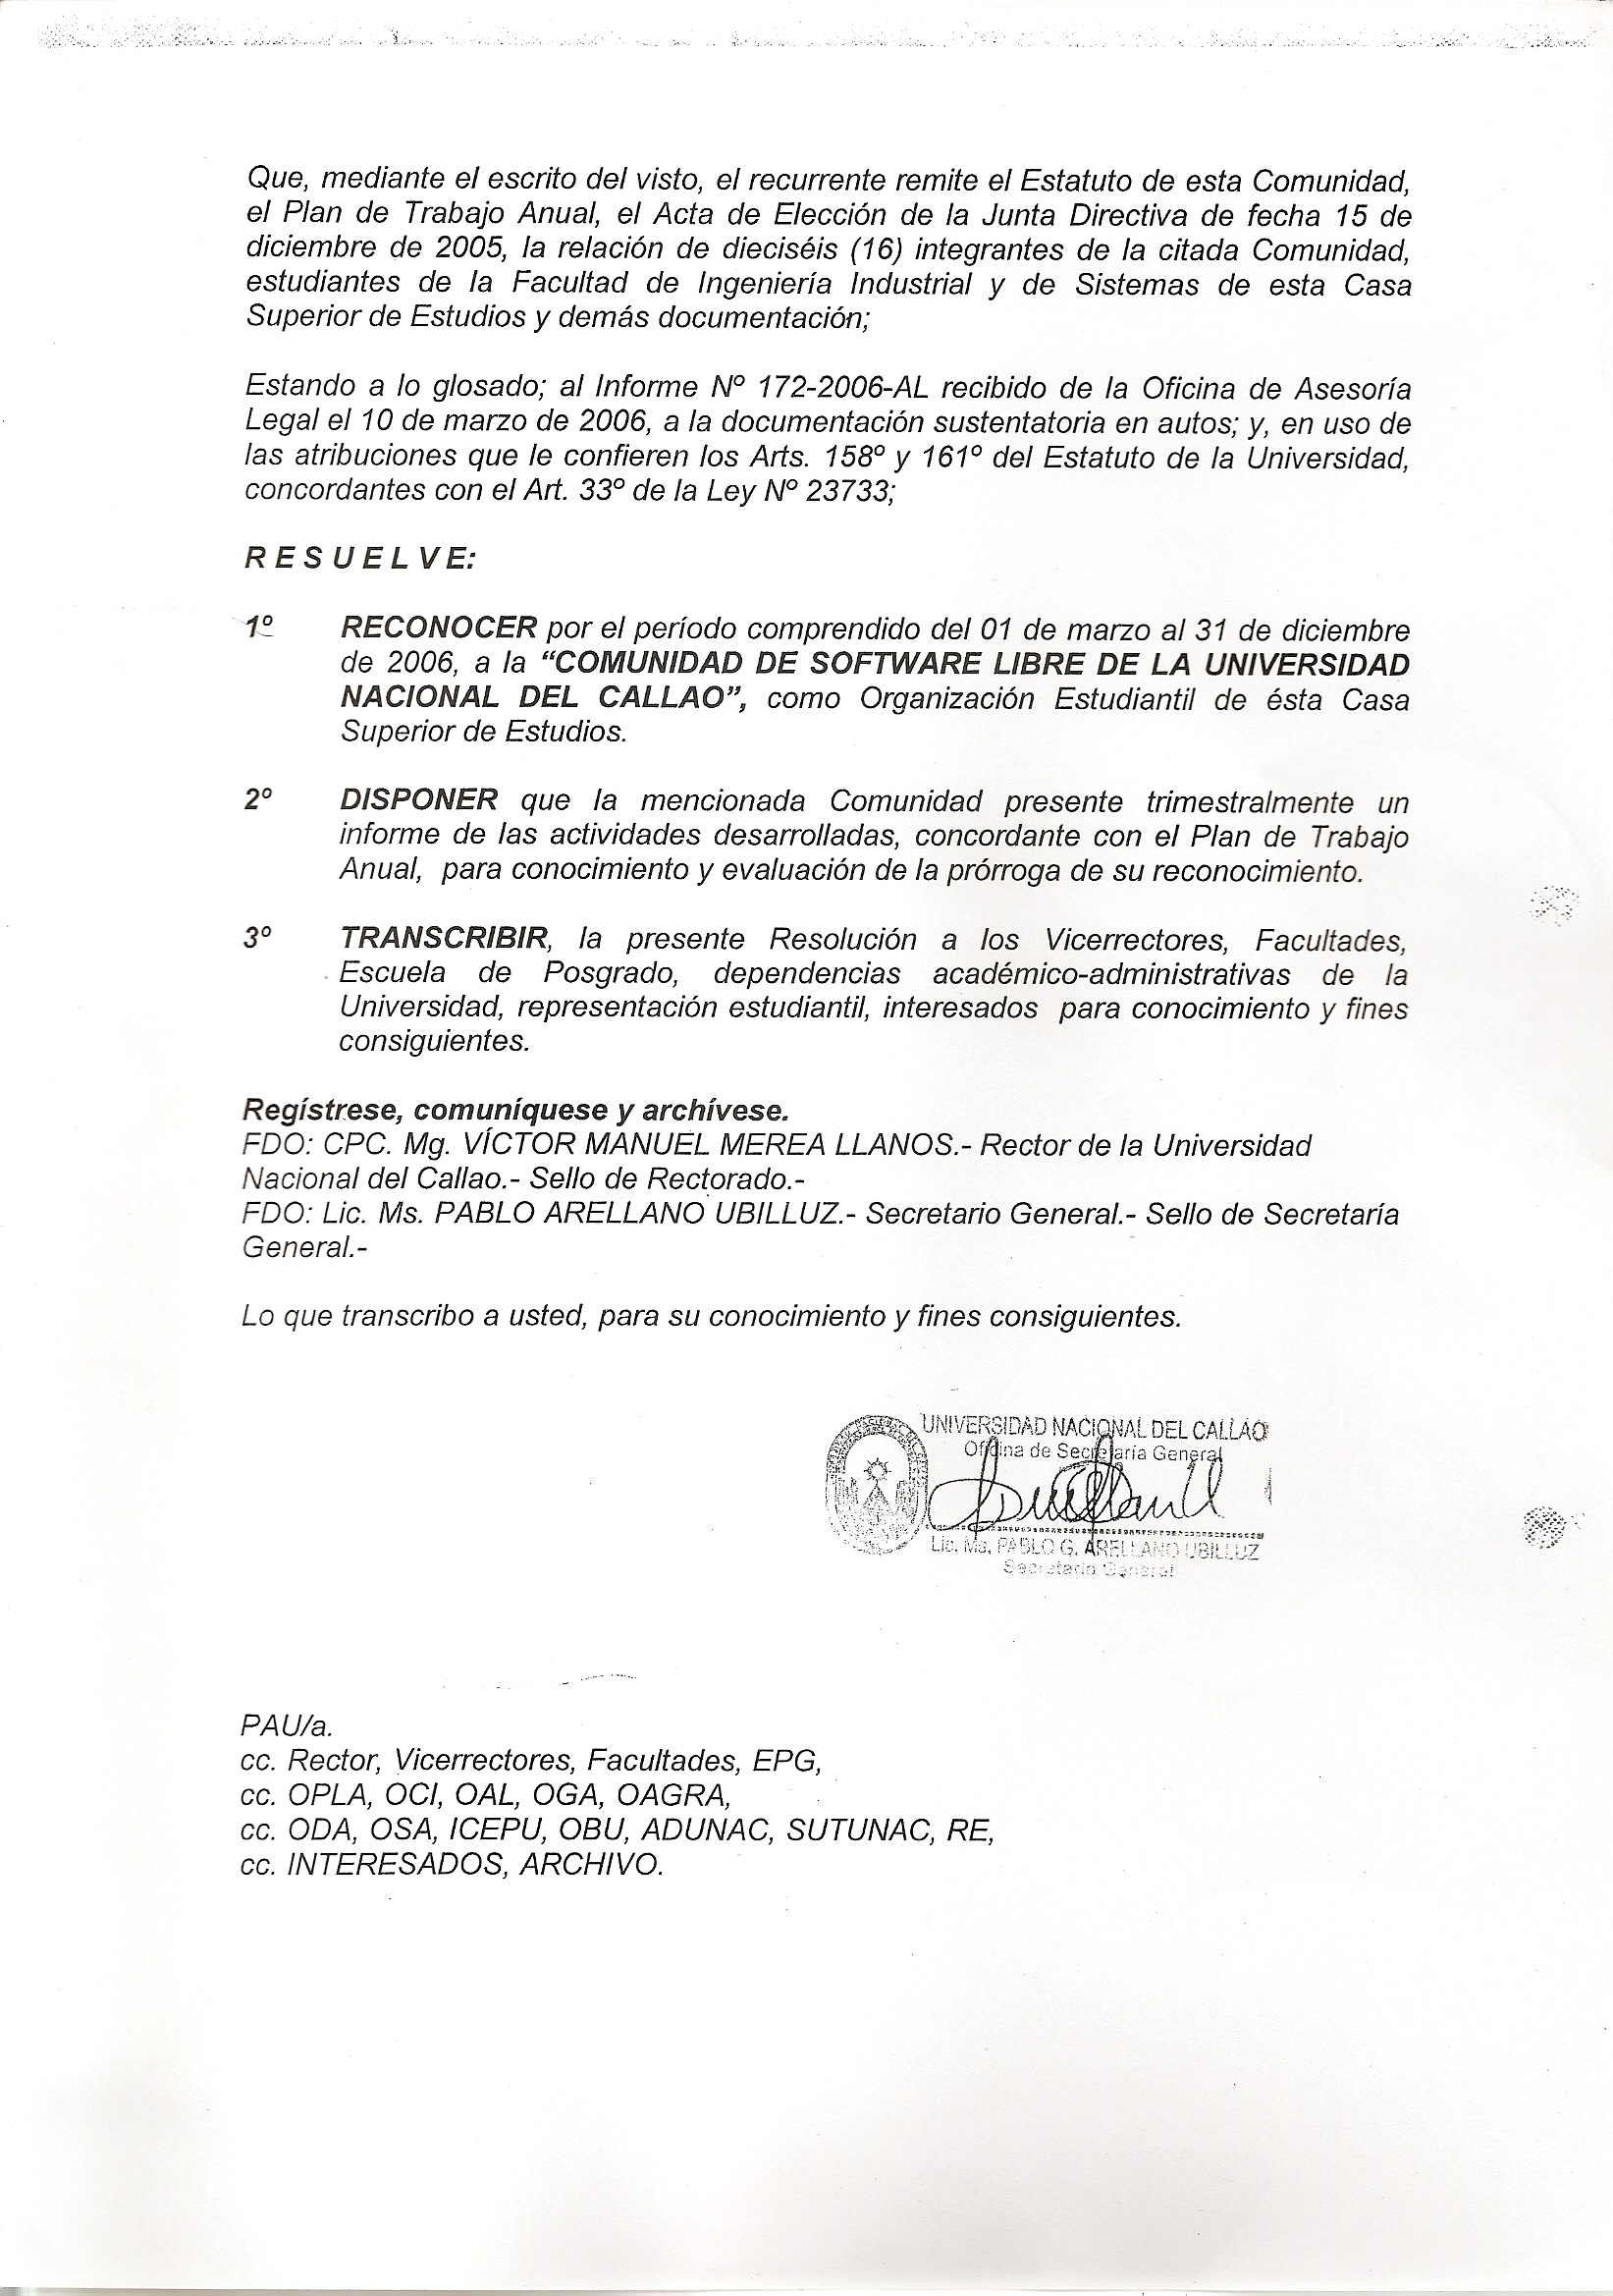 Que, mediante el escrito del visto, el recurrente remite el Estatuto de esta Comunidad,
el Plan de Trabajo Anual, el Acta de Elección de la Junta Directiva de fecha 15 de
diciembre de 2005, la relación de dieciséis (16) integrantes de la citada Comunidad,
estudiantes de la Facultad de Ingeniería Industrial y de Sistemas de esta Casa
Superior de Estudios y demás documentación;
Estando a lo glosado; al Informe Nº 172-2006-AL recibido de la Oficina de Asesoría
Legal el 10 de marzo de 2006, a la documentación sustentatoria en autos; y, en uso de
las atribuciones que le confieren los Arts. 158º y 161º del Estatuto de la Universidad,
concordantes con el Art. 33º de la Ley Nº 23733;
R E S U E L V E:
1º RECONOCER por el período comprendido del 01 de marzo al 31 de diciembre
de 2006, a la “COMUNIDAD DE SOFTWARE LIBRE DE LA UNIVERSIDAD
NACIONAL DEL CALLAO”, como Organización Estudiantil de ésta Casa
Superior de Estudios.
2º DISPONER que la mencionada Comunidad presente trimestralmente un
informe de las actividades desarrolladas, concordante con el Plan de Trabajo
Anual, para conocimiento y evaluación de la prórroga de su reconocimiento.
3º TRANSCRIBIR, la presente Resolución a los Vicerrectores, Facultades,
Escuela de Posgrado, dependencias académico-administrativas de la
Universidad, representación estudiantil, interesados para conocimiento y fines
consiguientes.
Regístrese, comuníquese y archívese.
FDO: CPC. Mg. VÍCTOR MANUEL MEREA LLANOS.- Rector de la Universidad
Nacional del Callao.- Sello de Rectorado.-
FDO: Lic. Ms. PABLO ARELLANO UBILLUZ.- Secretario General.- Sello de Secretaría
General.-
Lo que transcribo a usted, para su conocimiento y fines consiguientes.
UNIVERSIDAD NACIONAL DEL CALLAO
Oficina de Secretaría General
Lic. Ms. PABLO G. ARELLANO UBILLUZ
Secretario General
PAU/a.
cc. Rector, Vicerrectores, Facultades, EPG,
cc. OPLA, OCI, OAL, OGA, OAGRA,
cc. ODA, OSA, ICEPU, OBU, ADUNAC, SUTUNAC, RE,
cc. INTERESADOS, ARCHIVO.